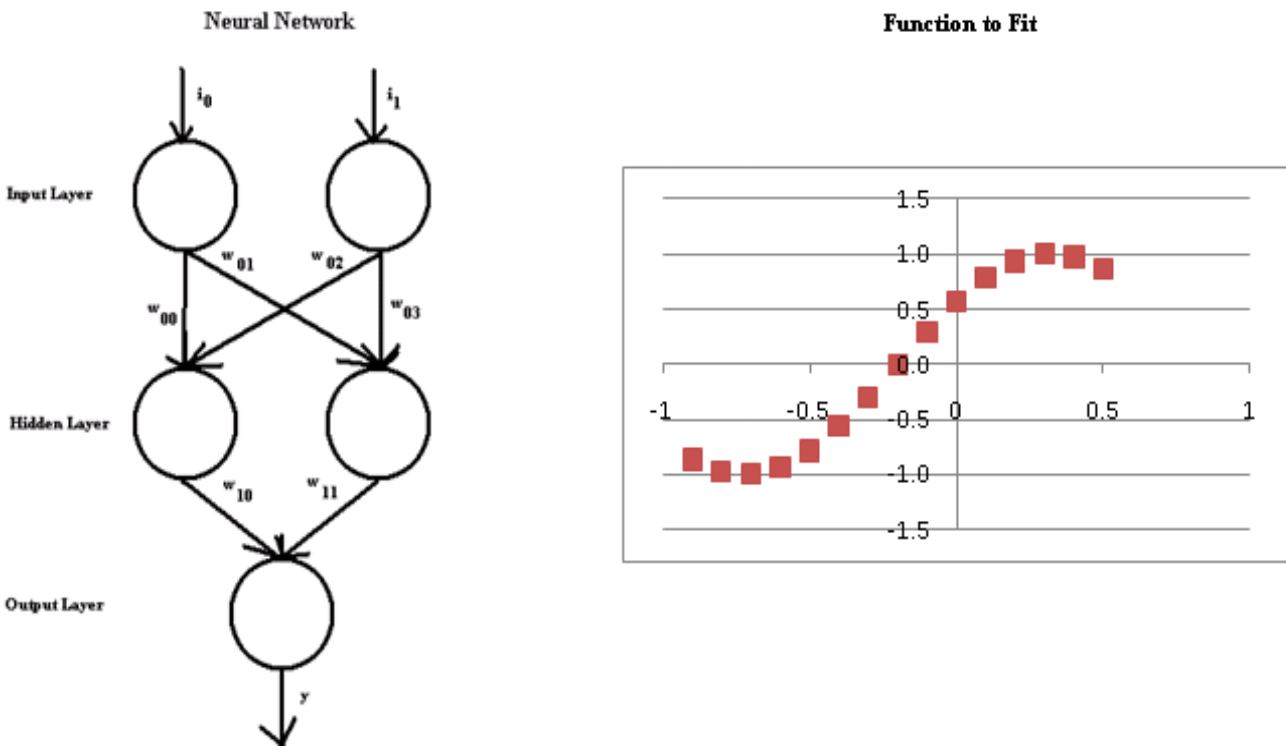 Neural Network
i0
i1
Input Layer
w01
w02
w00
w03
Hidden Layer
w10
w11
Output Layer
y
Function to Fit
1.5
1.0
0.5
0.0
-1
-0.5
0
0.5
1
-0.5
-1.0
-1.5